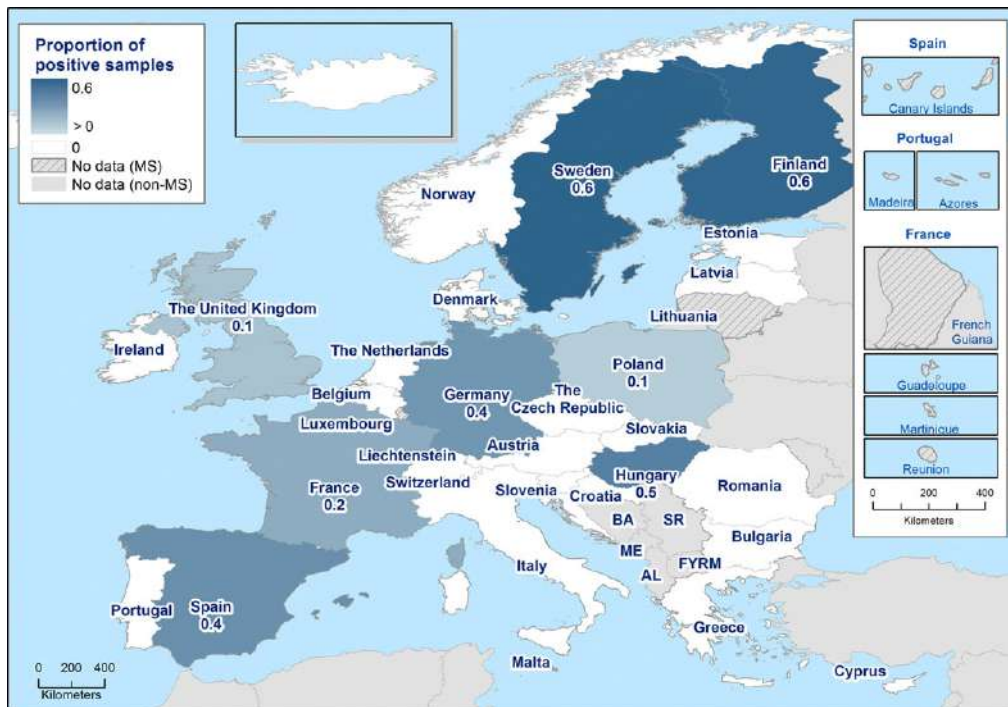 Proportion of
positive samples
0.6
> 0
0
No data (MS)
No data (non-MS)
Norway
Sweden
0.6
Finland
0.6
Estonia
Latvia
Lithuania
Denmark
The United Kingdom
0.1
Ireland
The Netherlands
Belgium
Luxembourg
Germany
0.4
Poland
0.1
The
Czech Republic
Slovakia
Austria
Liechtenstein
Switzerland
France
0.2
Slovenia
Croatia
Hungary
0.5
Romania
BA
SR
Bulgaria
ME
FYRM
AL
Italy
Portugal
Spain
0.4
Greece
Malta
Cyprus
0 200 400
Kilometers
Spain
Canary Islands
Portugal
Madeira
Azores
France
French
Guiana
Guadeloupe
Martinique
Reunion
0 200 400
Kilometers